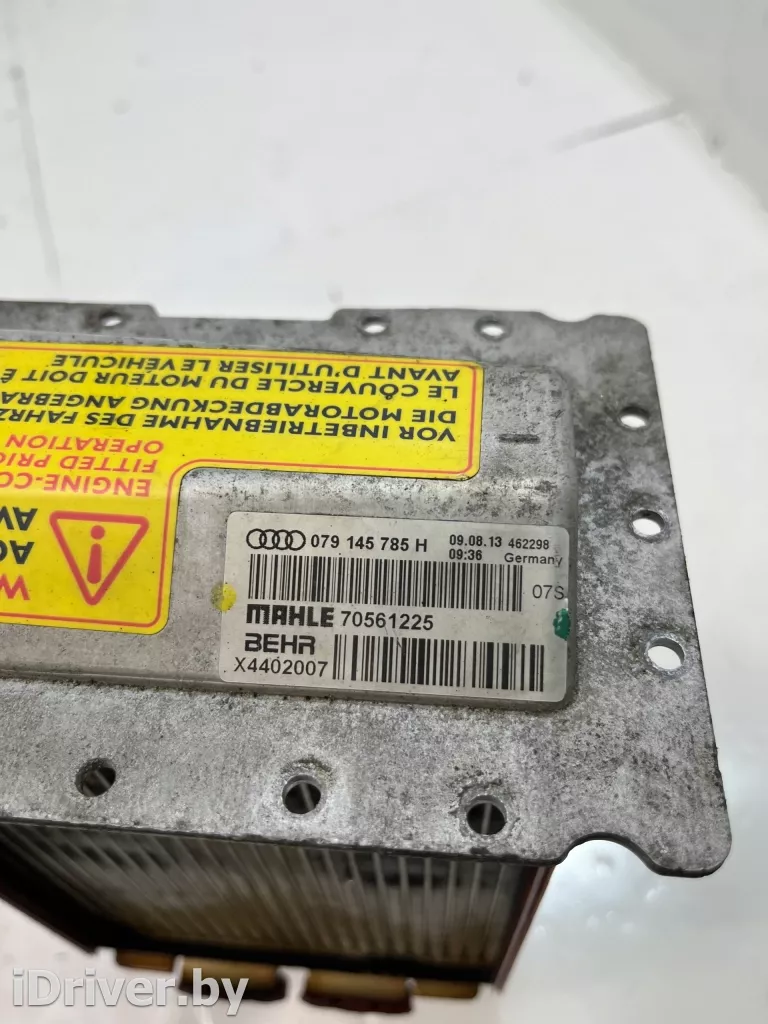 LE COUVERCLE DU MOTEUR DOIT Ê
AVANT D'UTILISER LE VÉHICULE
VOR INBETRIEBNAHME DES FAHRZ
DIE MOTORABDECKUNG ANGEBRA
ENGINE-CO
FITTED PRIO
OPERATION
W
AC
AV
079 145 785 H 09.08.13 462298
09:36 Germany
07S
MAHLE 70561225
BEHR
X4402007
iDriver.by